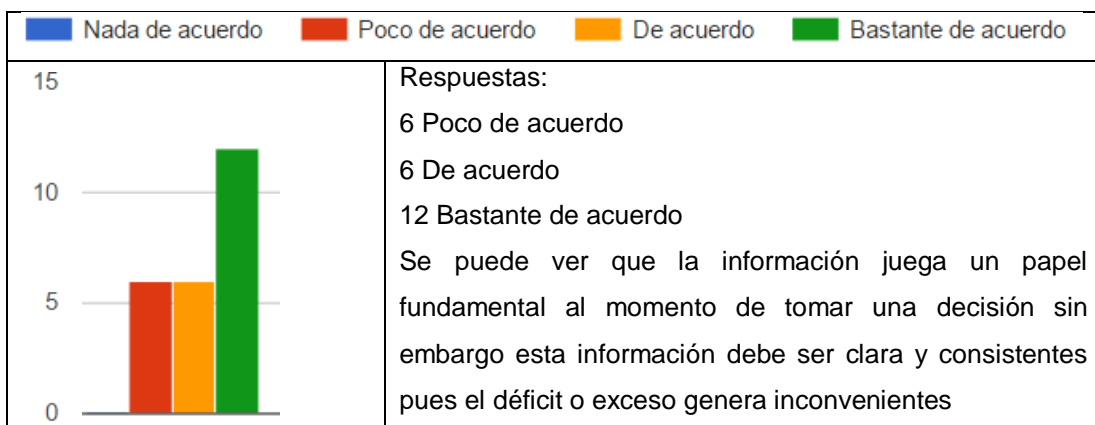 Nada de acuerdo Poco de acuerdo De acuerdo Bastante de acuerdo
15
10
5
0
Respuestas:
6 Poco de acuerdo
6 De acuerdo
12 Bastante de acuerdo
Se puede ver que la información juega un papel
fundamental al momento de tomar una decisión sin
embargo esta información debe ser clara y consistentes
pues el déficit o exceso genera inconvenientes